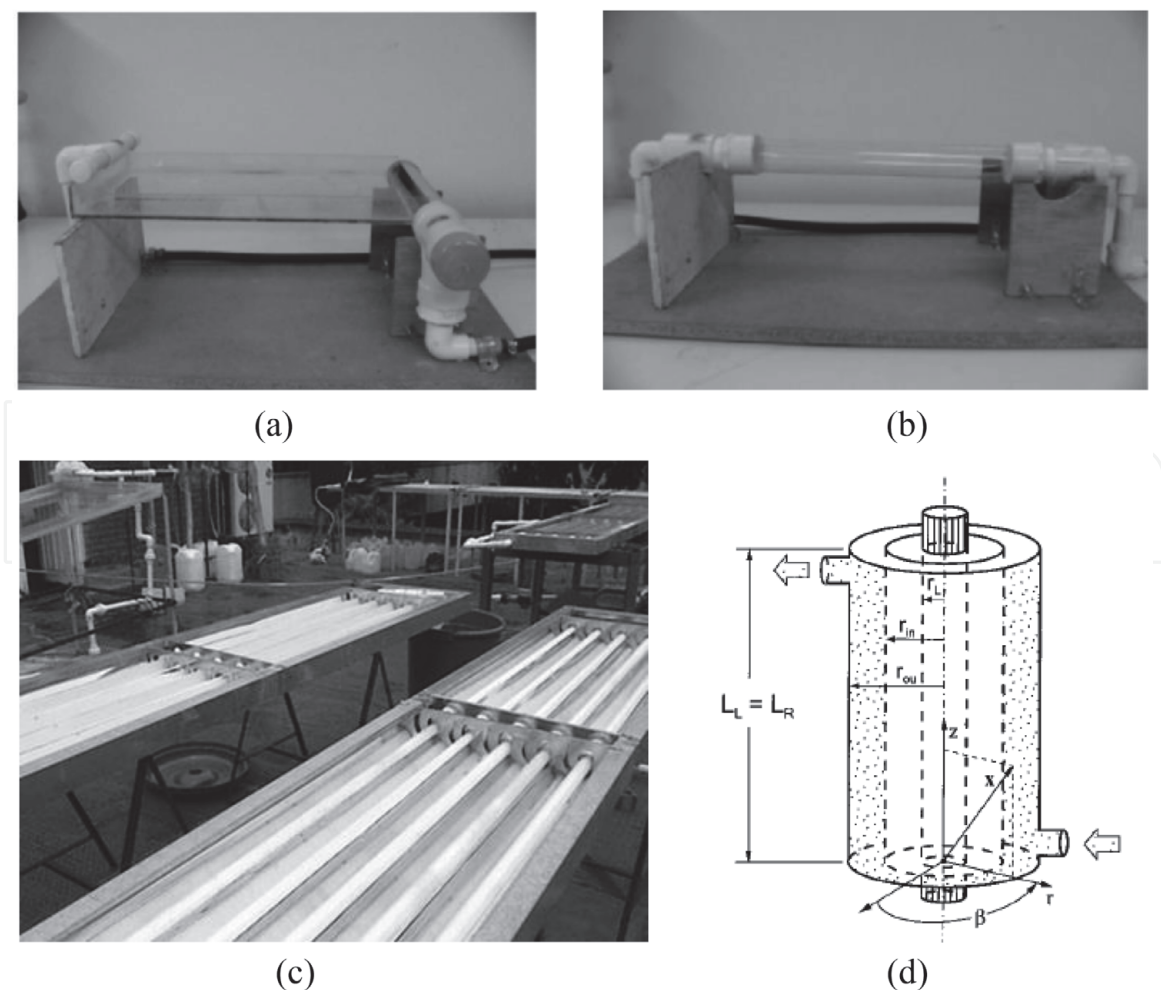 (a)
(b)
(c)
r_L
r_in
r_ou
L_L = L_R
z
x
r
β
(d)